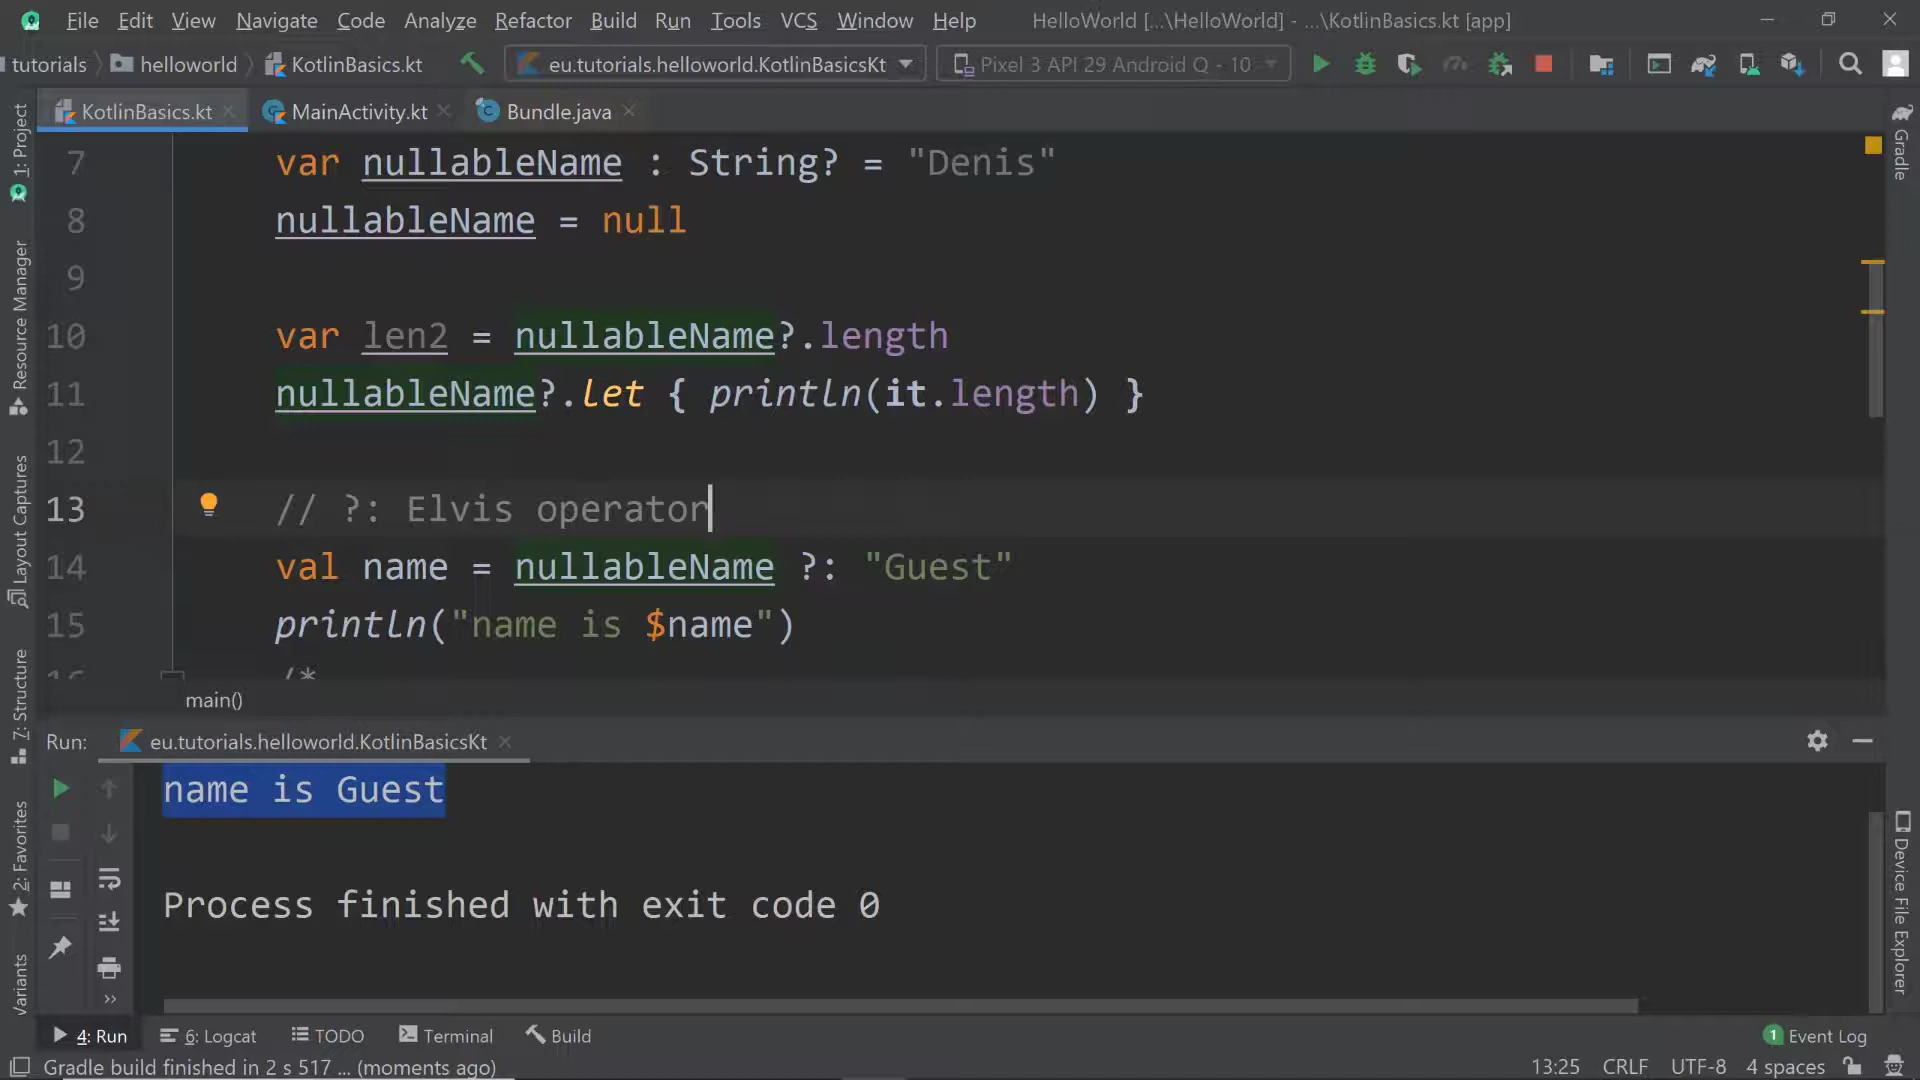 File Edit View Navigate Code Analyze Refactor Build Run Tools VCS Window Help HelloWorld [...\HelloWorld] - ...\KotlinBasics.kt [app]
tutorials helloworld KotlinBasics.kt eu.tutorials.helloworld.KotlinBasicsKt Pixel 3 API 29 Android Q - 10
KotlinBasics.kt MainActivity.kt Bundle.java
1: Project
Resource Manager
Layout Captures
7: Structure
2: Favorites
Variants
Gradle
Device File Explorer
7 var nullableName : String? = "Denis"
8 nullableName = null
9
10 var len2 = nullableName?.length
11 nullableName?.let { println(it.length) }
12
13 // ?: Elvis operator
14 val name = nullableName ?: "Guest"
15 println("name is $name")
16 /*
main()
Run: eu.tutorials.helloworld.KotlinBasicsKt
name is Guest
Process finished with exit code 0
4: Run 6: Logcat TODO Terminal Build 1 Event Log
Gradle build finished in 2 s 517 ... (moments ago) 13:25 CRLF UTF-8 4 spaces